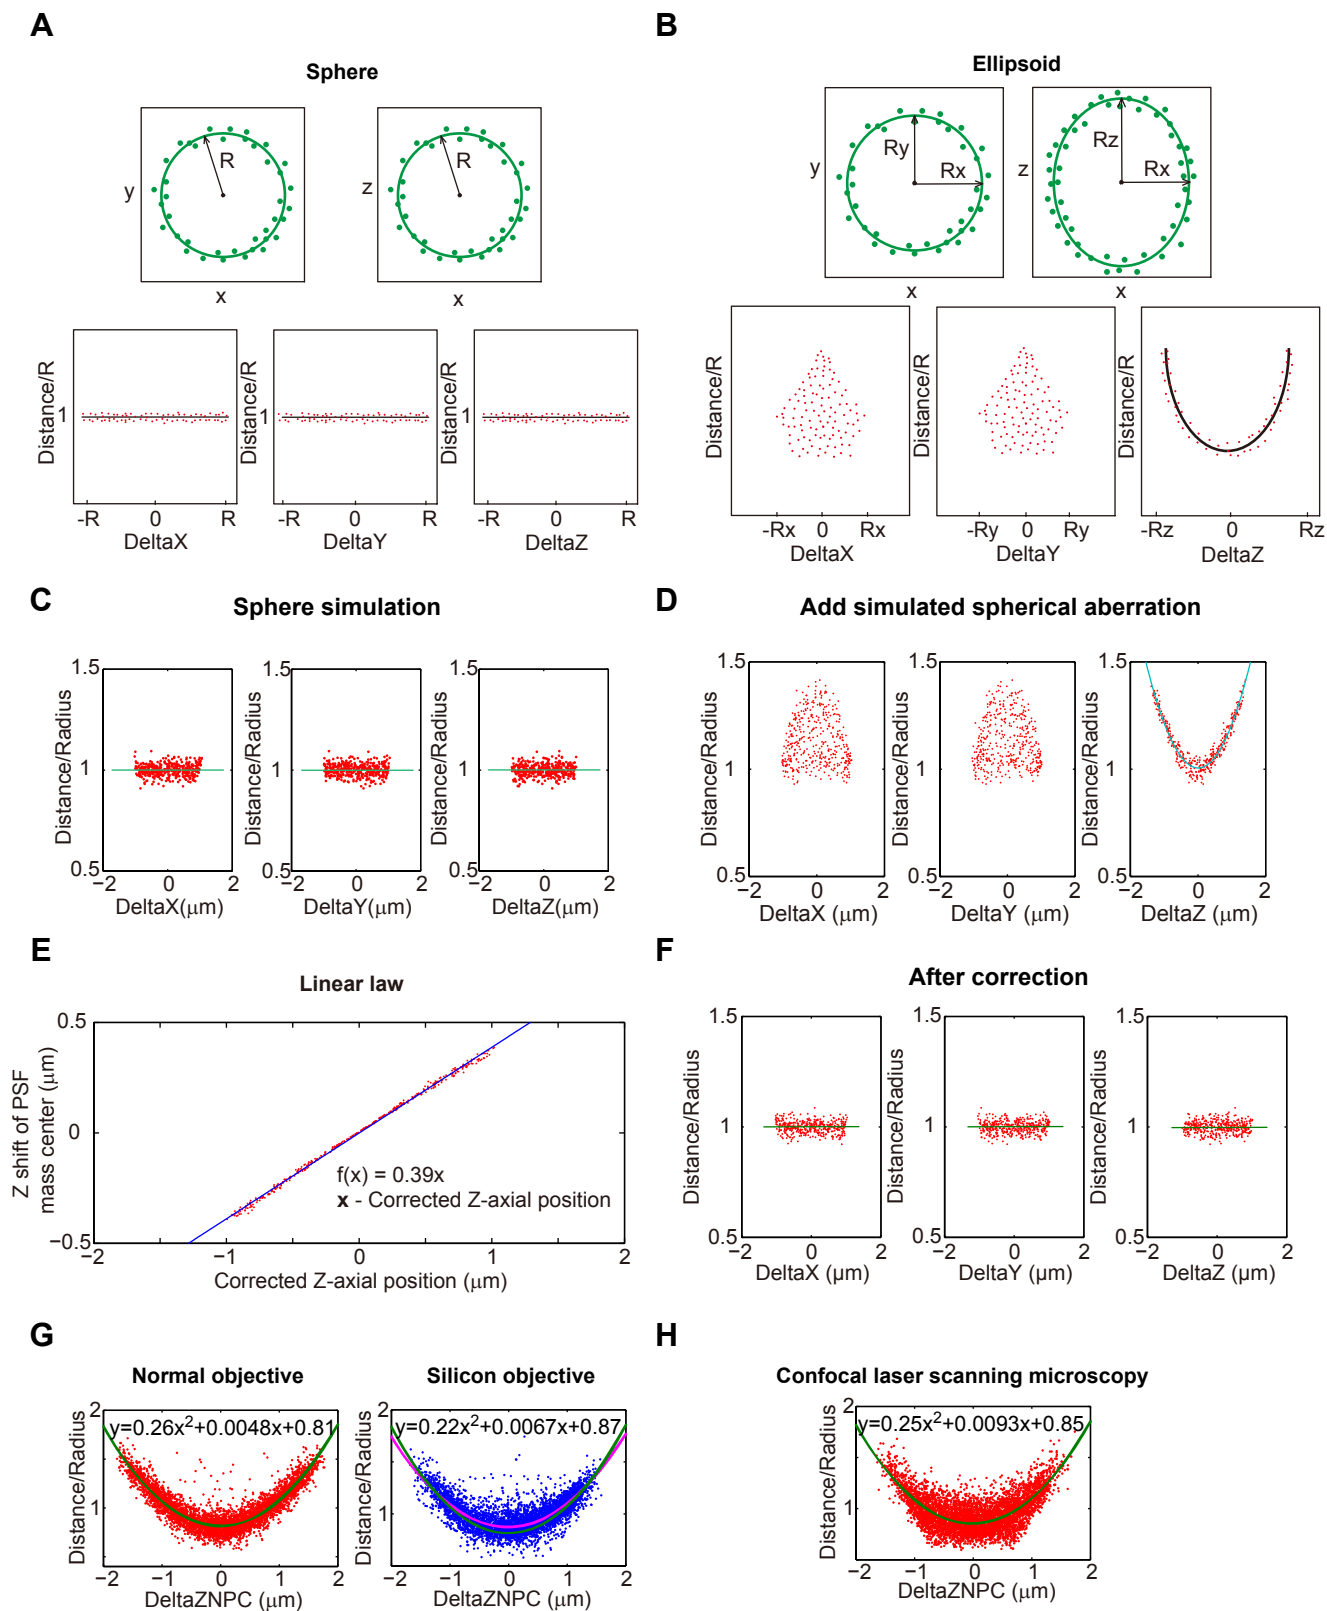 A
Sphere
y
R
x
z
R
x
Distance/R
1
-R 0 R
DeltaX
Distance/R
1
-R 0 R
DeltaY
Distance/R
1
-R 0 R
DeltaZ
B
Ellipsoid
y
Ry
Rx
x
z
Rz
Rx
x
Distance/R
-Rx 0 Rx
DeltaX
Distance/R
-Ry 0 Ry
DeltaY
Distance/R
-Rz 0 Rz
DeltaZ
C
Sphere simulation
Distance/Radius
1.5
1
0.5
−2 0 2
DeltaX(μm)
Distance/Radius
1.5
1
0.5
−2 0 2
DeltaY(μm)
Distance/Radius
1.5
1
0.5
−2 0 2
DeltaZ(μm)
D
Add simulated spherical aberration
Distance/Radius
1.5
1
0.5
−2 0 2
DeltaX (μm)
Distance/Radius
1.5
1
0.5
−2 0 2
DeltaY (μm)
Distance/Radius
1.5
1
0.5
−2 0 2
DeltaZ (μm)
E
Linear law
Z shift of PSF
mass center (μm)
0.5
0
−0.5
f(x) = 0.39x
x - Corrected Z-axial position
−2 −1 0 1 2
Corrected Z-axial position (μm)
F
After correction
Distance/Radius
1.5
1
0.5
−2 0 2
DeltaX (μm)
Distance/Radius
1.5
1
0.5
−2 0 2
DeltaY (μm)
Distance/Radius
1.5
1
0.5
−2 0 2
DeltaZ (μm)
G
Normal objective
Distance/Radius
2
1
y=0.26x²+0.0048x+0.81
−2 −1 0 1 2
DeltaZNPC (μm)
Silicon objective
Distance/Radius
2
1
y=0.22x²+0.0067x+0.87
−2 −1 0 1 2
DeltaZNPC (μm)
H
Confocal laser scanning microscopy
Distance/Radius
2
1
y=0.25x²+0.0093x+0.85
−2 −1 0 1 2
DeltaZNPC (μm)